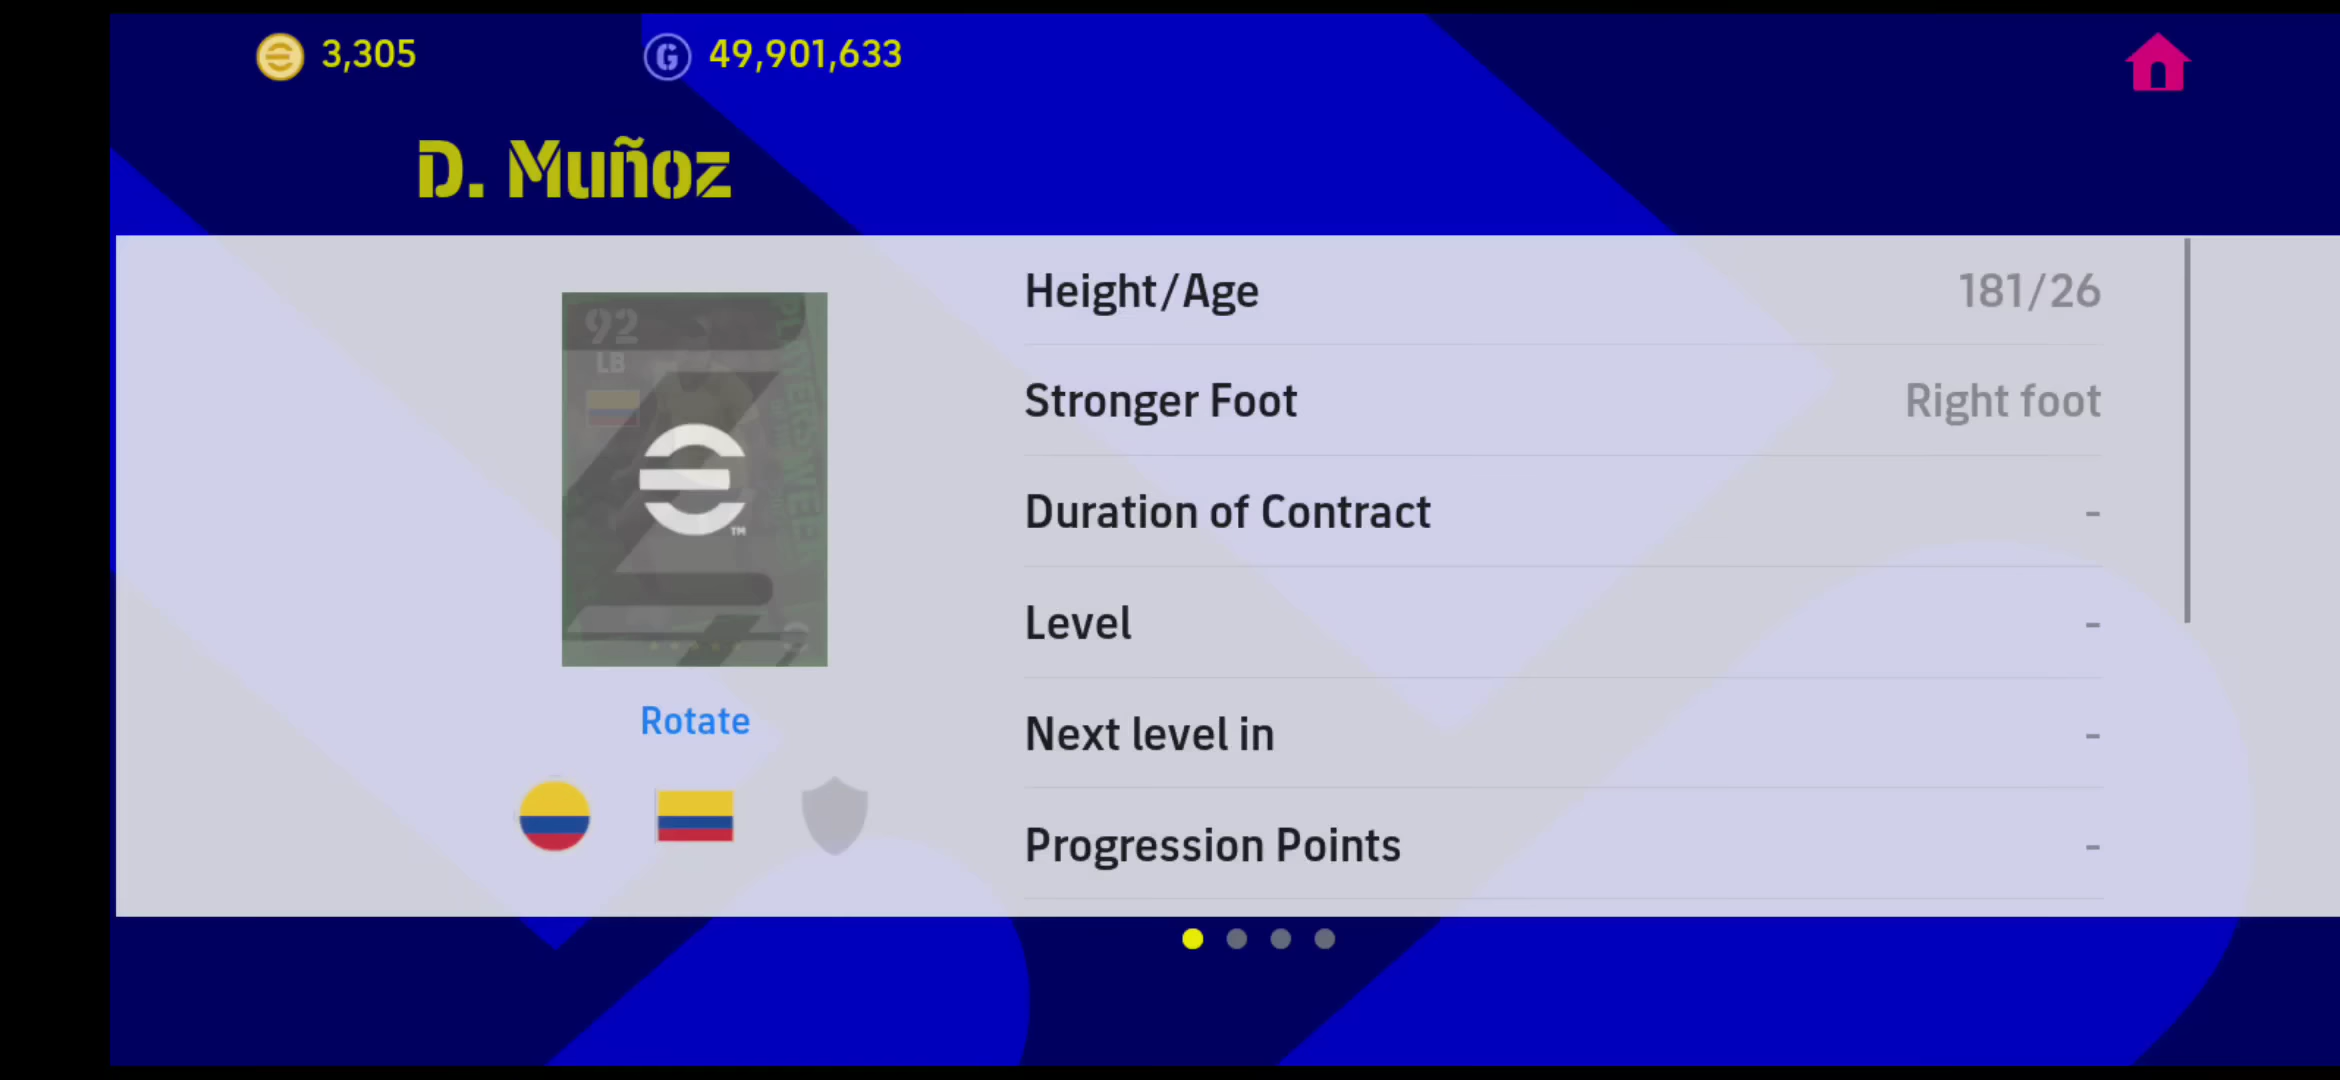 3,305
49,901,633
D. Muñoz
92
LB
Height/Age 181/26
Stronger Foot Right foot
Duration of Contract -
Level -
Next level in -
Progression Points -
TM
Rotate